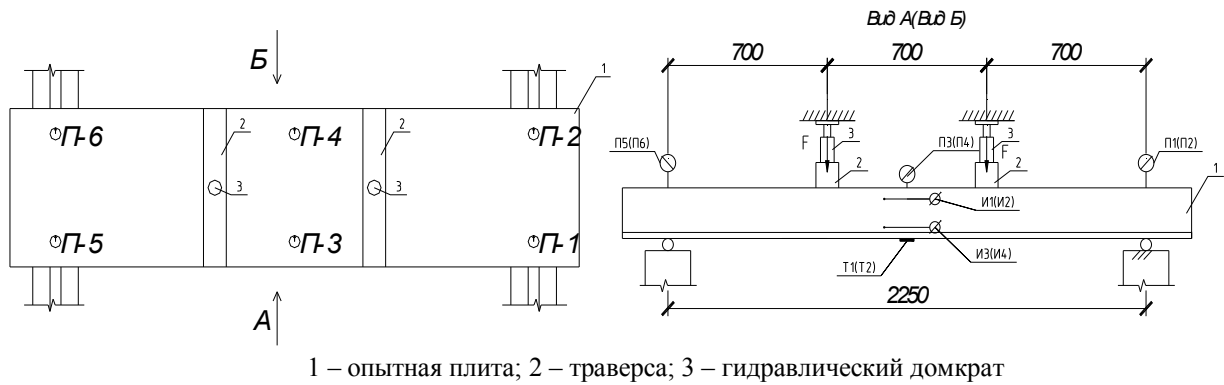 Б
1
П-6
2
П-4
2
П-2
3
3
П-5
П-3
П-1
А
Вид А(Вид Б)
700
700
700
П5(П6)
F
3
П3(П4)
3
F
П1(П2)
2
2
1
И1(И2)
Т1(Т2)
И3(И4)
2250
1 – опытная плита; 2 – траверса; 3 – гидравлический домкрат